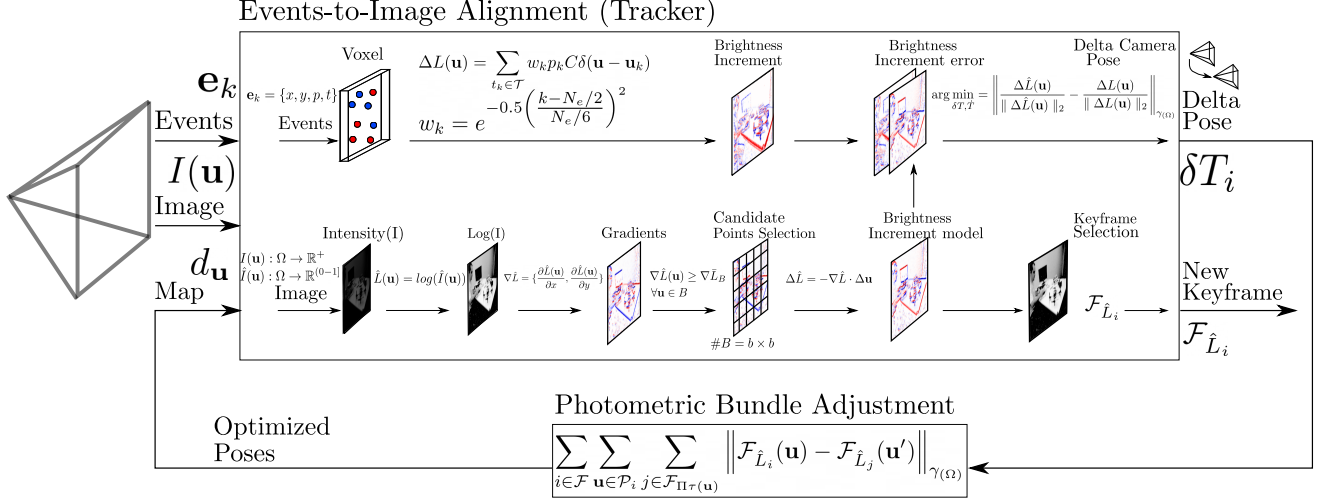 Events-to-Image Alignment (Tracker)
e_k
Events
I(u)
Image
d_u
Map
Voxel
e_k = {x, y, p, t}
Events
ΔL(u) = ∑_{t_k∈𝒯} w_k p_k C δ(u − u_k)
w_k = e^{−0.5((k−N_e/2)/(N_e/6))^2}
Brightness
Increment
Brightness
Increment error
Delta Camera
Pose
arg min_{δT,Ṫ} = ‖ ΔL̂(u) / ‖ ΔL̂(u) ‖_2 − ΔL(u) / ‖ ΔL(u) ‖_2 ‖_{γ(Ω)}
Delta
Pose
δT_i
Intensity(I)
I(u) : Ω → ℝ^+
Î(u) : Ω → ℝ^{(0−1]}
Image
L̂(u) = log(Î(u))
Log(I)
∇L̂ = {∂L̂(u)/∂x, ∂L̂(u)/∂y}
Gradients
∇L̂(u) ≥ ∇L̄_B
∀u ∈ B
Candidate
Points Selection
#B = b × b
ΔL̂ = −∇L̂ · Δu
Brightness
Increment model
Keyframe
Selection
ℱ_{L̂_i}
New
Keyframe
ℱ_{L̂_i}
Photometric Bundle Adjustment
∑_{i∈ℱ} ∑_{u∈𝒫_i} ∑_{j∈ℱ_{Πτ(u)}} ‖ℱ_{L̂_i}(u) − ℱ_{L̂_j}(u′)‖_{γ(Ω)}
Optimized
Poses